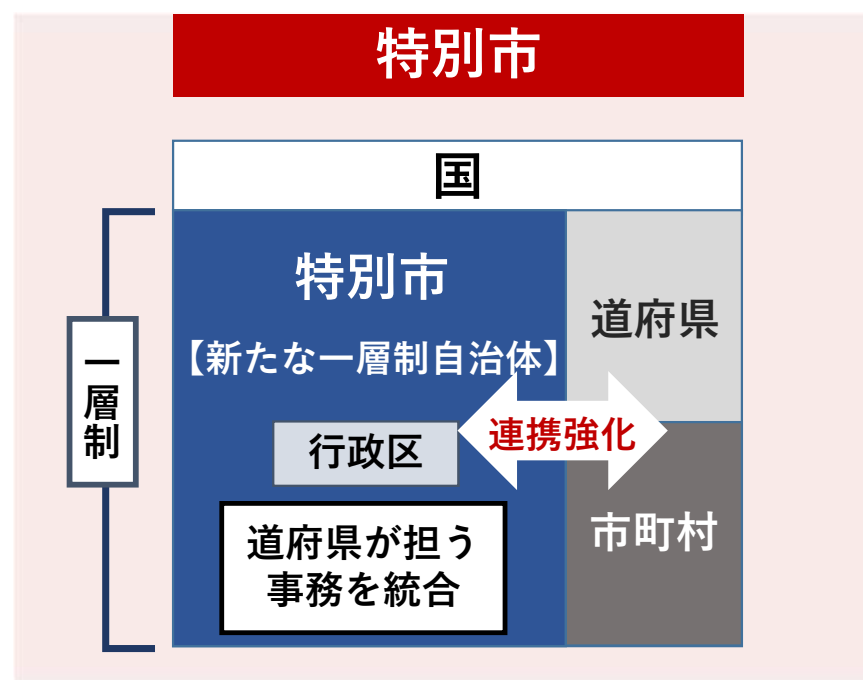 特別市
国
特別市
【新たな一層制自治体】
道府県
一層制
連携強化
行政区
市町村
道府県が担う
事務を統合